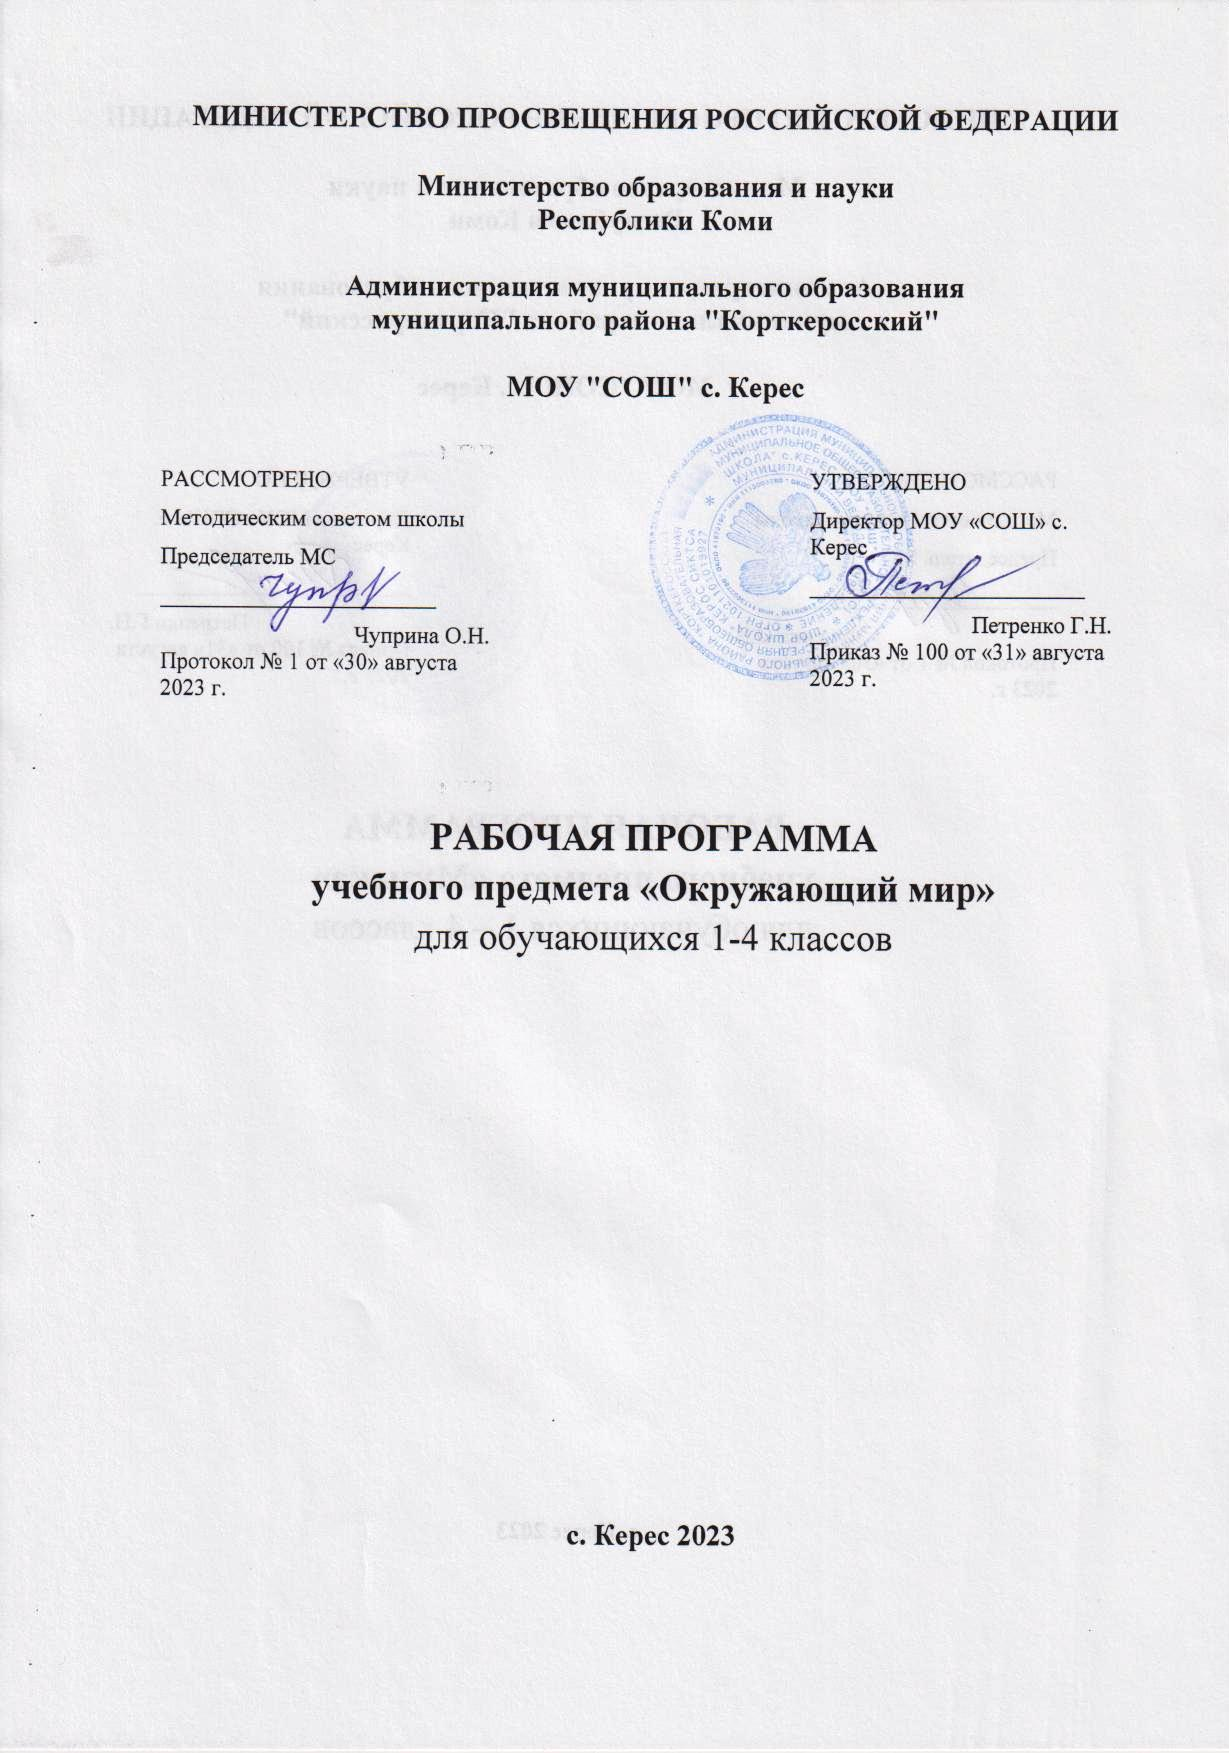 МИНИСТЕРСТВО ПРОСВЕЩЕНИЯ РОССИЙСКОЙ ФЕДЕРАЦИИ
Министерство образования и науки
Республики Коми
Администрация муниципального образования
муниципального района "Корткеросский"
МОУ "СОШ" с. Керес
РАССМОТРЕНО
Методическим советом школы
Председатель МС
Чуприна О.Н.
Протокол № 1 от «30» августа
2023 г.
УТВЕРЖДЕНО
Директор МОУ «СОШ» с.
Керес
Петренко Г.Н.
Приказ № 100 от «31» августа
2023 г.
РАБОЧАЯ ПРОГРАММА
учебного предмета «Окружающий мир»
для обучающихся 1-4 классов
с. Керес 2023